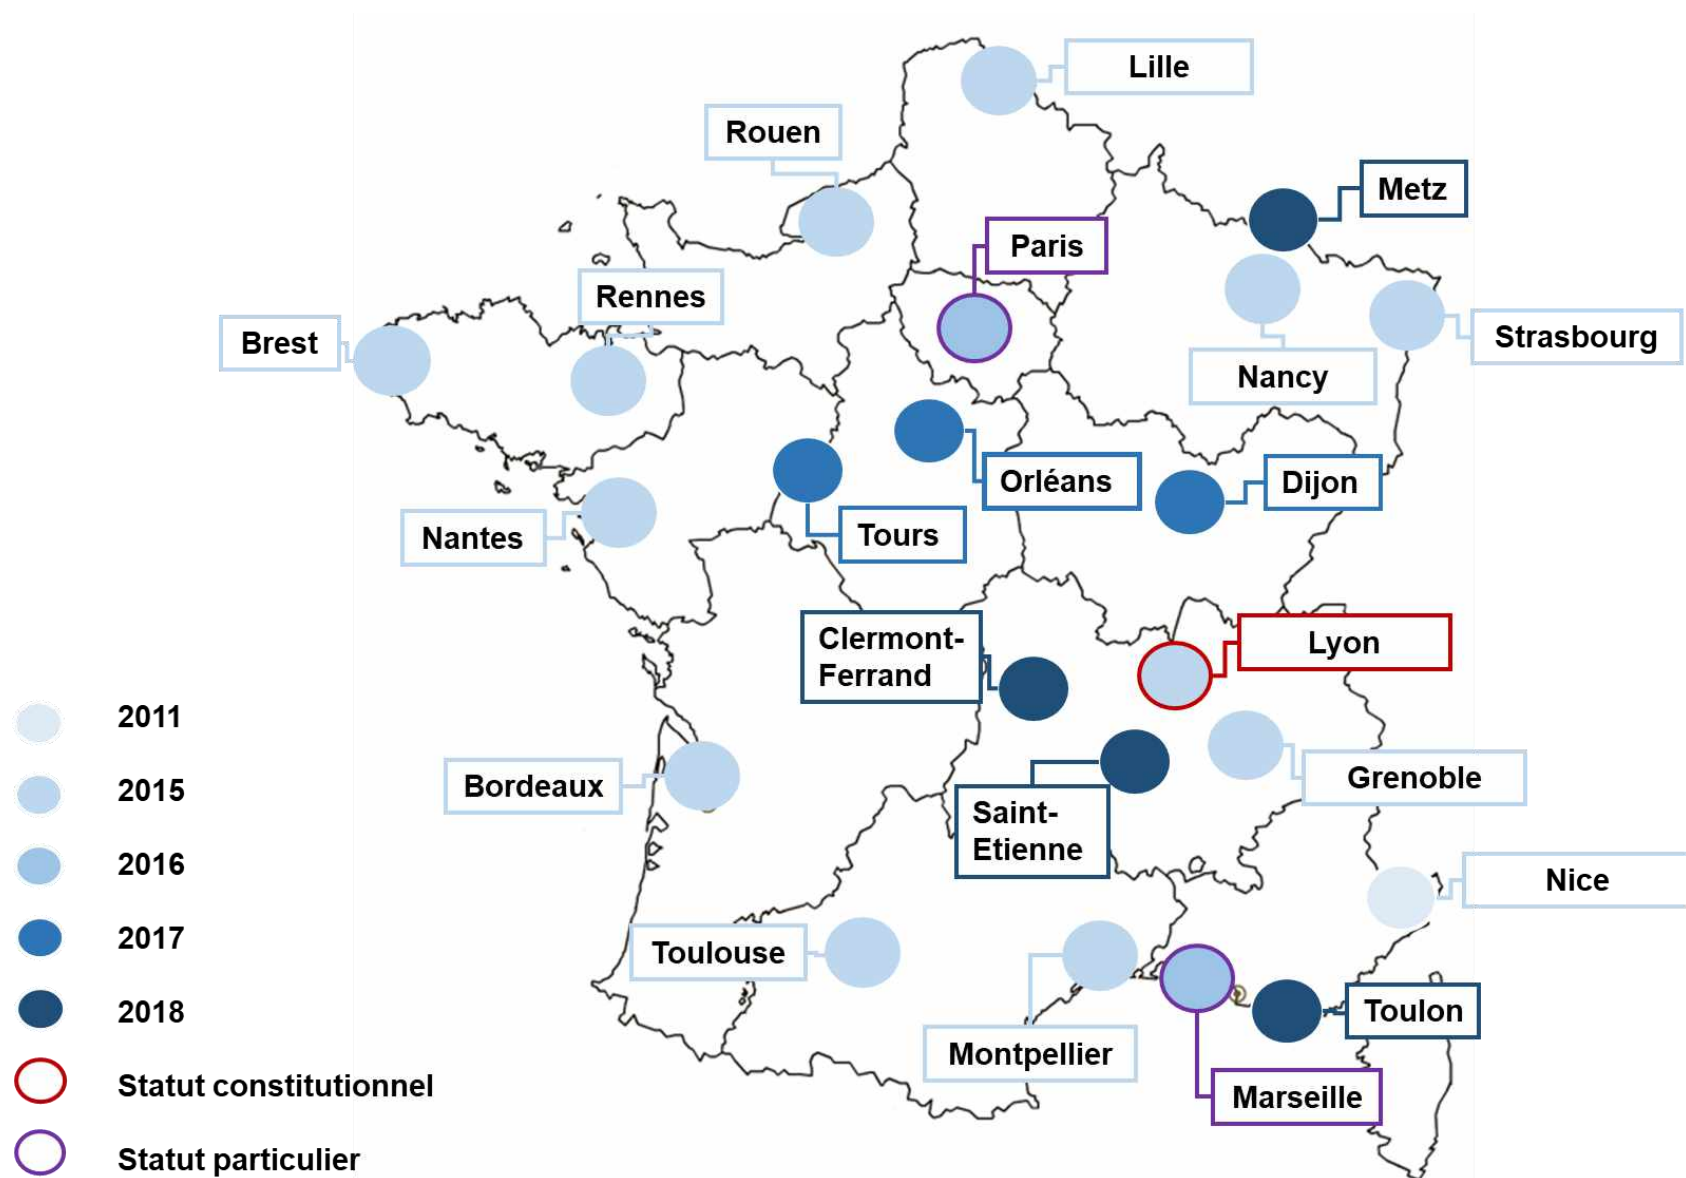 Lille
Rouen
Metz
Paris
Rennes
Brest
Strasbourg
Nancy
Orléans
Dijon
Nantes
Tours
Clermont-
Ferrand
Lyon
Bordeaux
Grenoble
Saint-
Etienne
Nice
Toulouse
Toulon
Montpellier
Marseille
2011
2015
2016
2017
2018
Statut constitutionnel
Statut particulier